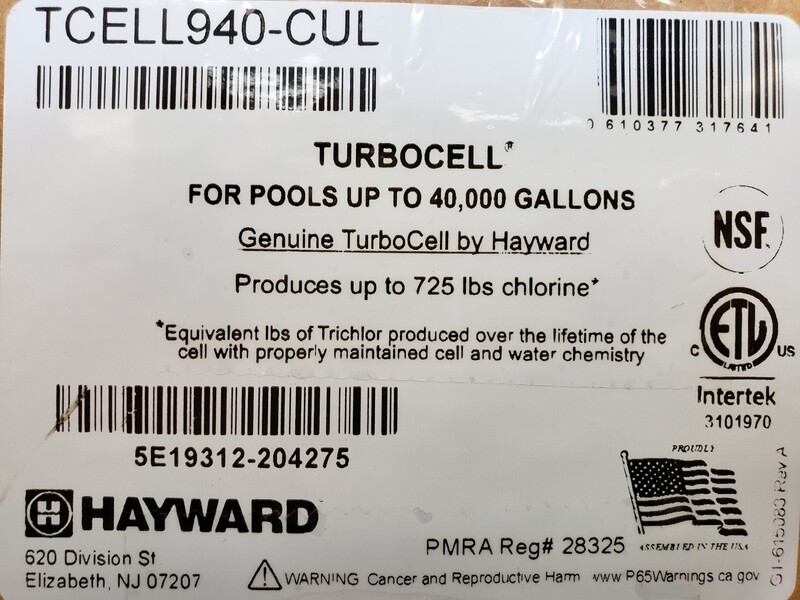 TCELL940-CUL
0 610377 317641
TURBOCELL®
FOR POOLS UP TO 40,000 GALLONS
Genuine TurboCell by Hayward
Produces up to 725 lbs chlorine*
*Equivalent lbs of Trichlor produced over the lifetime of the
cell with properly maintained cell and water chemistry
NSF
C ETL US
LISTED
Intertek
3101970
5E19312-204275
H HAYWARD
620 Division St
Elizabeth, NJ 07207
PROUDLY
ASSEMBLED IN THE USA
PMRA Reg# 28325
WARNING Cancer and Reproductive Harm www P65Warnings ca gov
01-615083 Rev A